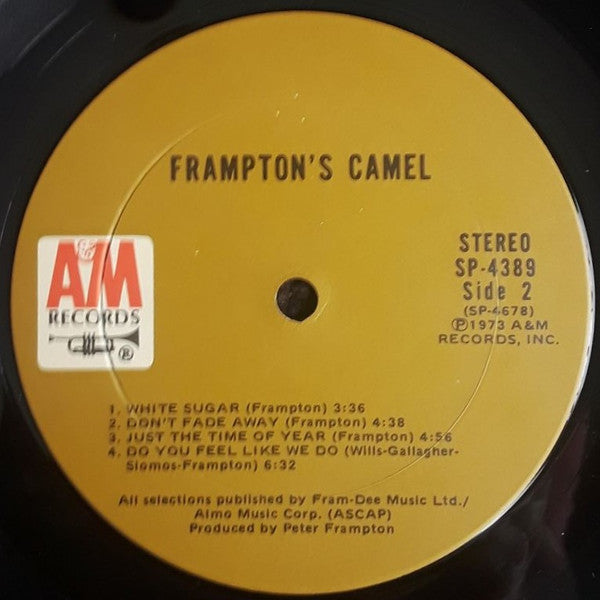 FRAMPTON'S CAMEL
A&M
RECORDS
®
STEREO
SP-4389
Side 2
(SP-4678)
Ⓟ1973 A&M
RECORDS, INC.
1. WHITE SUGAR (Frampton) 3:36
2. DON'T FADE AWAY (Frampton) 4:38
3. JUST THE TIME OF YEAR (Frampton) 4:56
4. DO YOU FEEL LIKE WE DO (Wills-Gallagher-
Siomos-Frampton) 6:32
All selections published by Fram-Dee Music Ltd./
Almo Music Corp. (ASCAP)
Produced by Peter Frampton